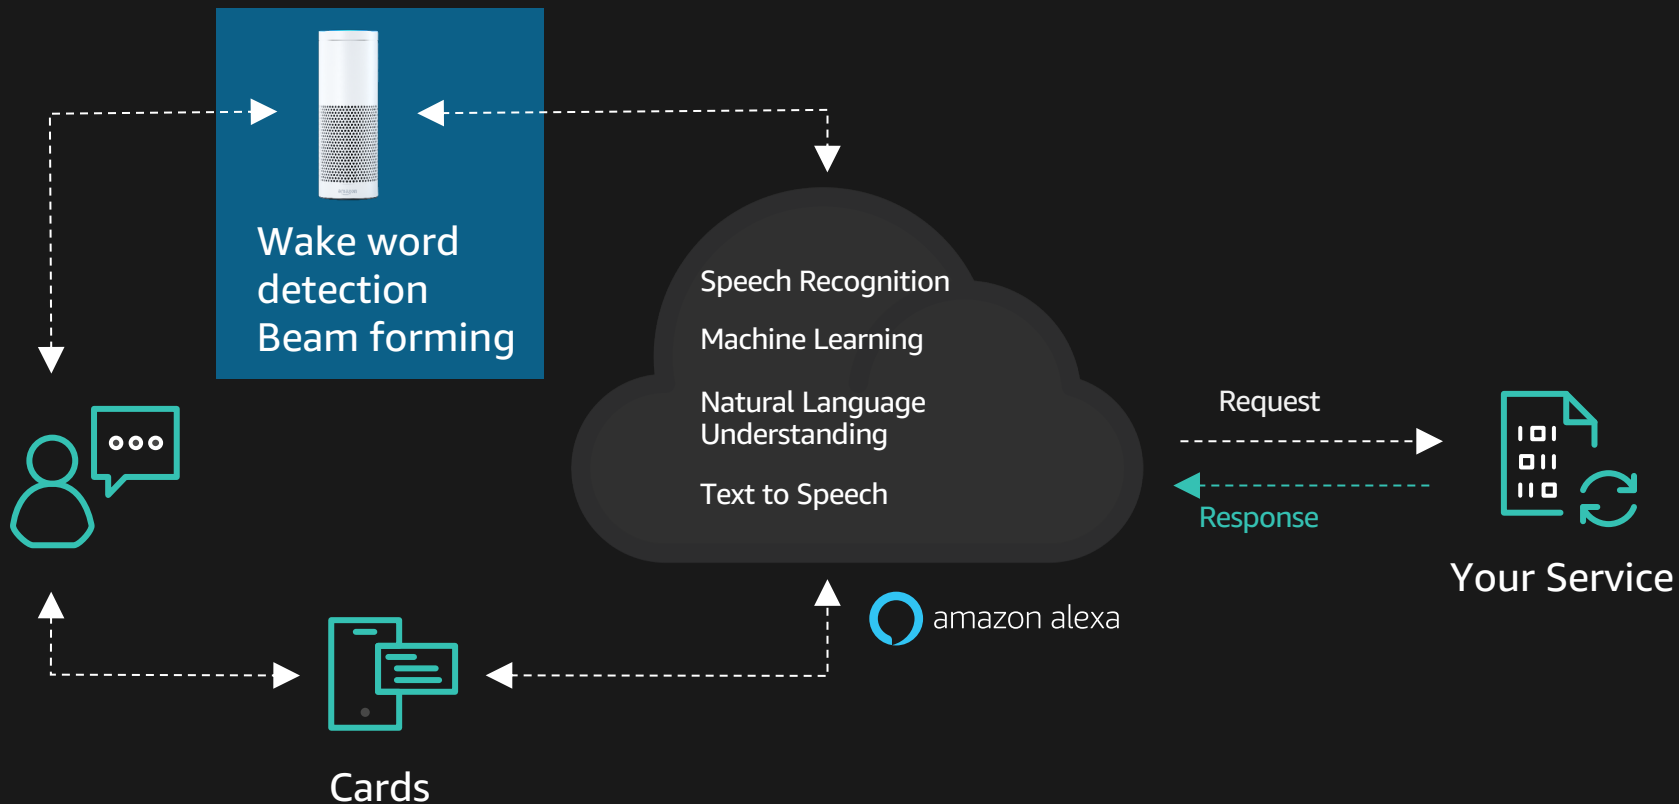 Wake word
detection
Beam forming
Speech Recognition
Machine Learning
Natural Language
Understanding
Text to Speech
Request
Response
Your Service
amazon alexa
Cards